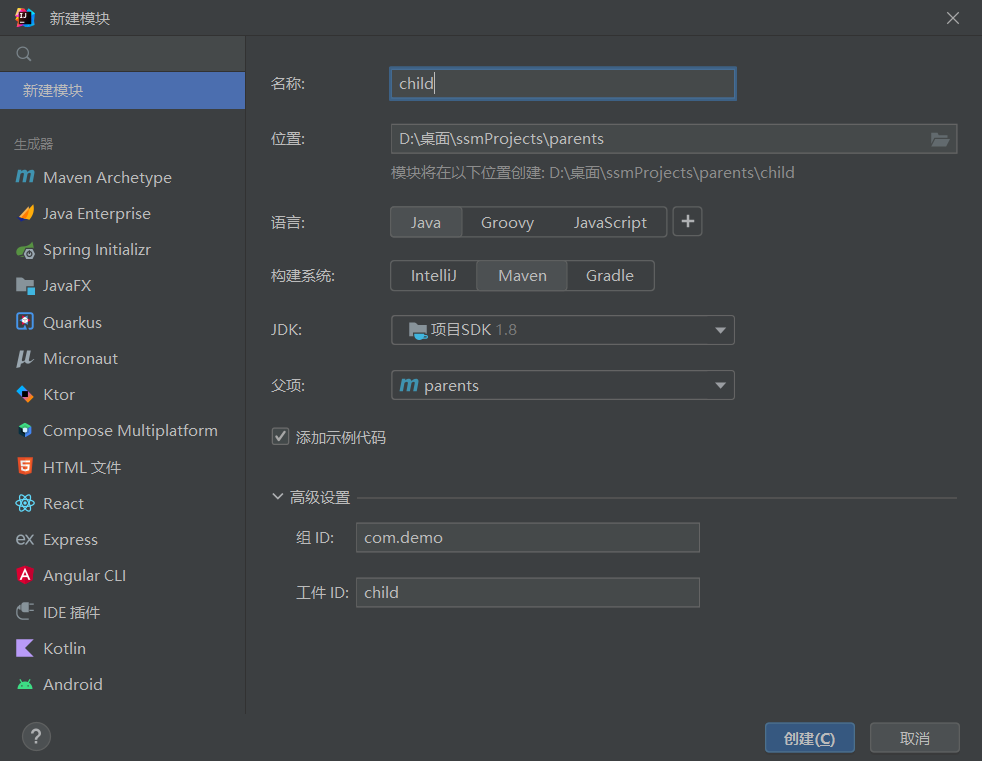 新建模块
新建模块
生成器
Maven Archetype
Java Enterprise
Spring Initializr
JavaFX
Quarkus
Micronaut
Ktor
Compose Multiplatform
HTML 文件
React
Express
Angular CLI
IDE 插件
Kotlin
Android
名称: child
位置: D:\桌面\ssmProjects\parents
模块将在以下位置创建: D:\桌面\ssmProjects\parents\child
语言: Java Groovy JavaScript +
构建系统: IntelliJ Maven Gradle
JDK: 项目SDK 1.8
父项: parents
添加示例代码
高级设置
组 ID: com.demo
工件 ID: child
? 创建(C) 取消